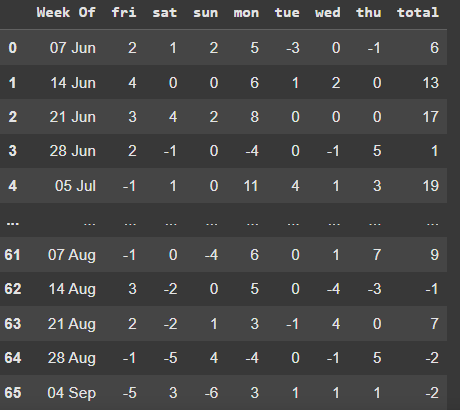 Week Of fri sat sun mon tue wed thu total
0 07 Jun 2 1 2 5 -3 0 -1 6
1 14 Jun 4 0 0 6 1 2 0 13
2 21 Jun 3 4 2 8 0 0 0 17
3 28 Jun 2 -1 0 -4 0 -1 5 1
4 05 Jul -1 1 0 11 4 1 3 19
... ... ... ... ... ... ... ... ... ...
61 07 Aug -1 0 -4 6 0 1 7 9
62 14 Aug 3 -2 0 5 0 -4 -3 -1
63 21 Aug 2 -2 1 3 -1 4 0 7
64 28 Aug -1 -5 4 -4 0 -1 5 -2
65 04 Sep -5 3 -6 3 1 1 1 -2